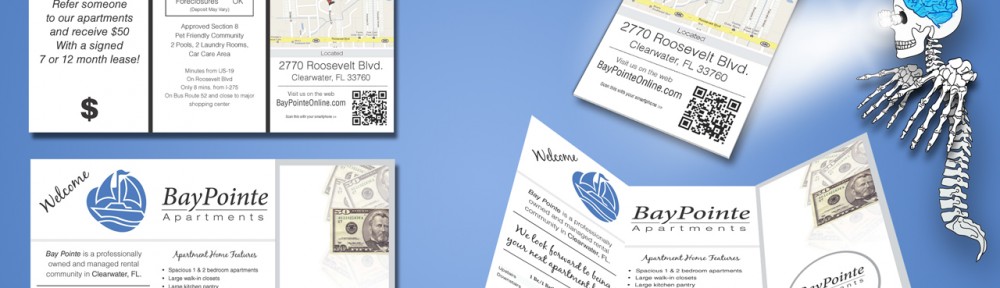 Foreclosures OK
(Deposit May Vary)
Refer someone
to our apartments
and receive $50
With a signed
7 or 12 month lease!
$
Approved Section 8
Pet Friendly Community
2 Pools, 2 Laundry Rooms,
Car Care Area
Minutes from US-19
On Roosevelt Blvd
Only 8 mins. from I-275
On Bus Route 52 and close to major
shopping center
Located
2770 Roosevelt Blvd.
Clearwater, FL 33760
Visit us on the web
BayPointeOnline.com
Scan this with your smartphone >>
Located
2770 Roosevelt Blvd.
Clearwater, FL 33760
Visit us on the web
BayPointeOnline.com
Scan this with your smartphone >>
Welcome
BayPointe
Apartments
Bay Pointe is a professionally
owned and managed rental
community in Clearwater, FL.
Apartment Home Features
• Spacious 1 & 2 bedroom apartments
• Large walk-in closets
• Large kitchen pantry
50
Welcome
Bay Pointe is a professionally
owned and managed rental
community in Clearwater, FL.
We look forward to being
your next apartment
Upstairs
Downstairs
BayPointe
Apartments
Apartment Home Features
• Spacious 1 & 2 bedroom apartments
• Large walk-in closets
• Large kitchen pantry
50
BayPointe
Apartments